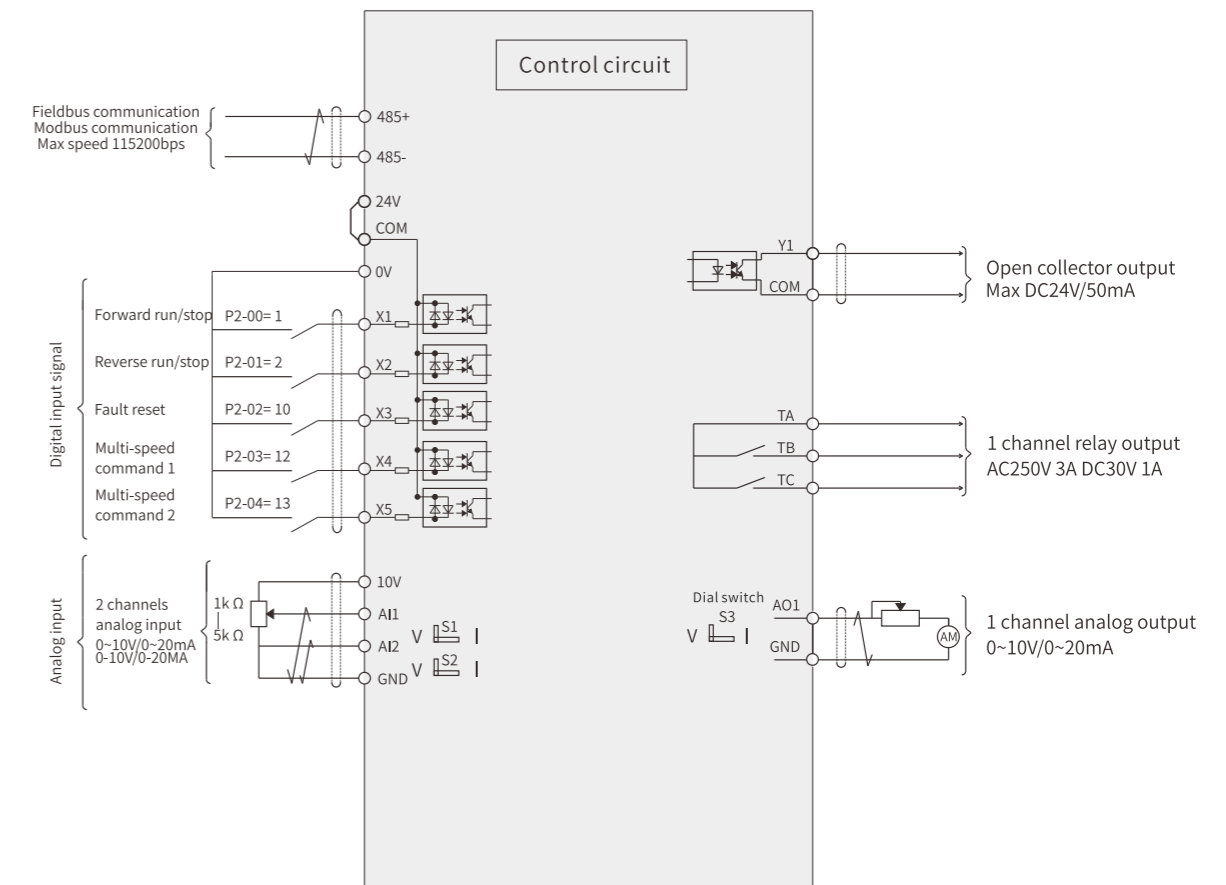 Control circuit
Fieldbus communication
Modbus communication
Max speed 115200bps
485+
485-
24V
COM
0V
Digital input signal
Forward run/stop
P2-00= 1
X1
Reverse run/stop
P2-01= 2
X2
Fault reset
P2-02= 10
X3
Multi-speed
command 1
P2-03= 12
X4
Multi-speed
command 2
P2-04= 13
X5
Analog input
2 channels
analog input
0~10V/0~20mA
0-10V/0-20MA
1k Ω
5k Ω
10V
AI1
AI2
GND
V S1 I
V S2 I
Y1
COM
Open collector output
Max DC24V/50mA
TA
TB
TC
1 channel relay output
AC250V 3A DC30V 1A
Dial switch
S3
V I
AO1
GND
AM
1 channel analog output
0~10V/0~20mA